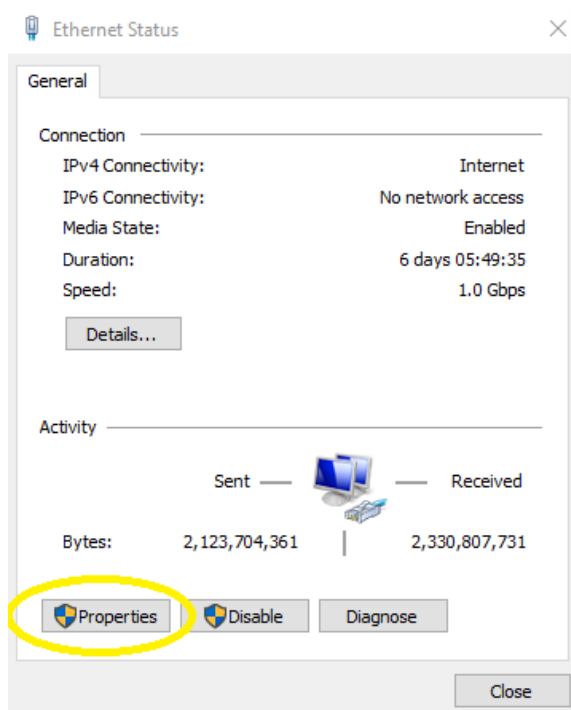 Ethernet Status
General
Connection
IPv4 Connectivity: Internet
IPv6 Connectivity: No network access
Media State: Enabled
Duration: 6 days 05:49:35
Speed: 1.0 Gbps
Details...
Activity
Sent Received
Bytes: 2,123,704,361 2,330,807,731
Properties Disable Diagnose
Close